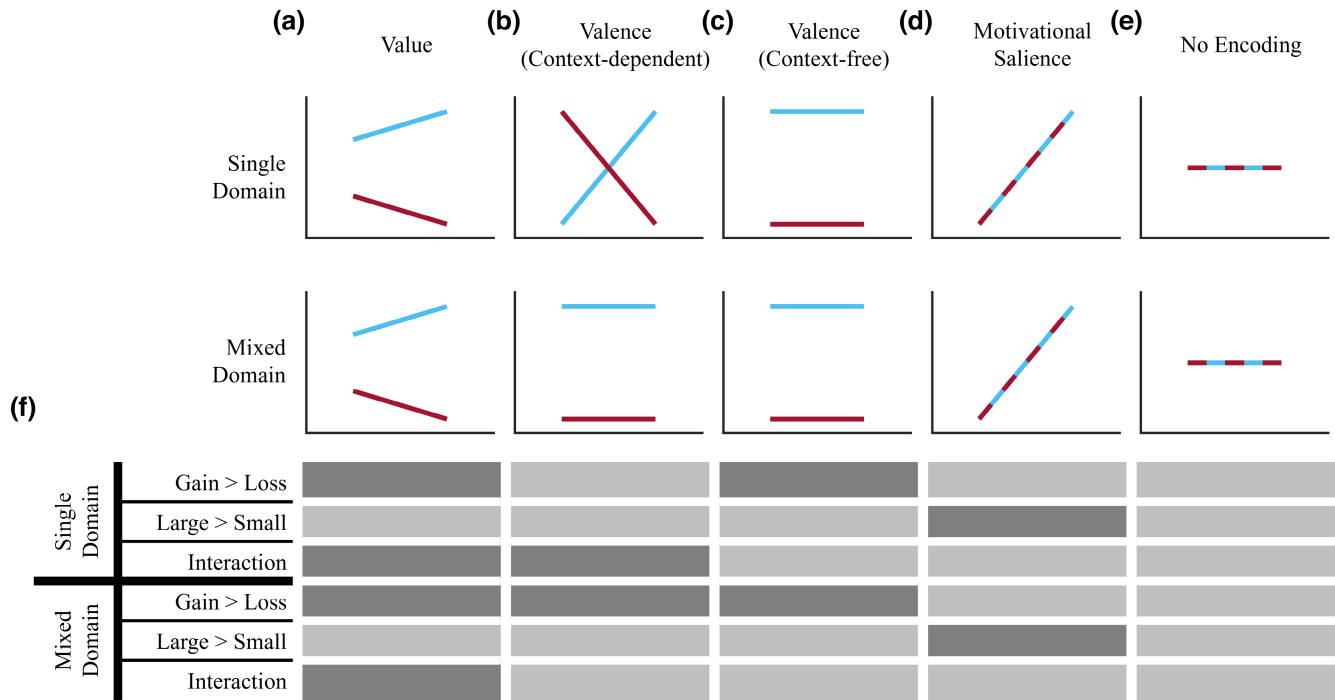 (a)
Value
(b)
Valence
(Context-dependent)
(c)
Valence
(Context-free)
(d)
Motivational
Salience
(e)
No Encoding
Single
Domain
Mixed
Domain
(f)
Single
Domain
Gain > Loss
Large > Small
Interaction
Mixed
Domain
Gain > Loss
Large > Small
Interaction